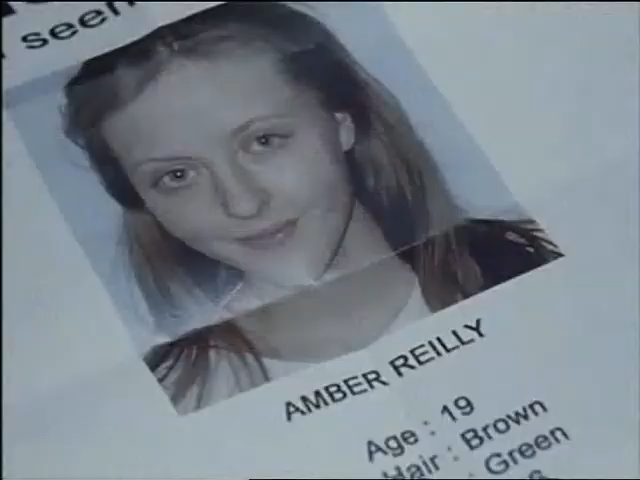 seen
AMBER REILLY
Age : 19
Hair : Brown
: Green